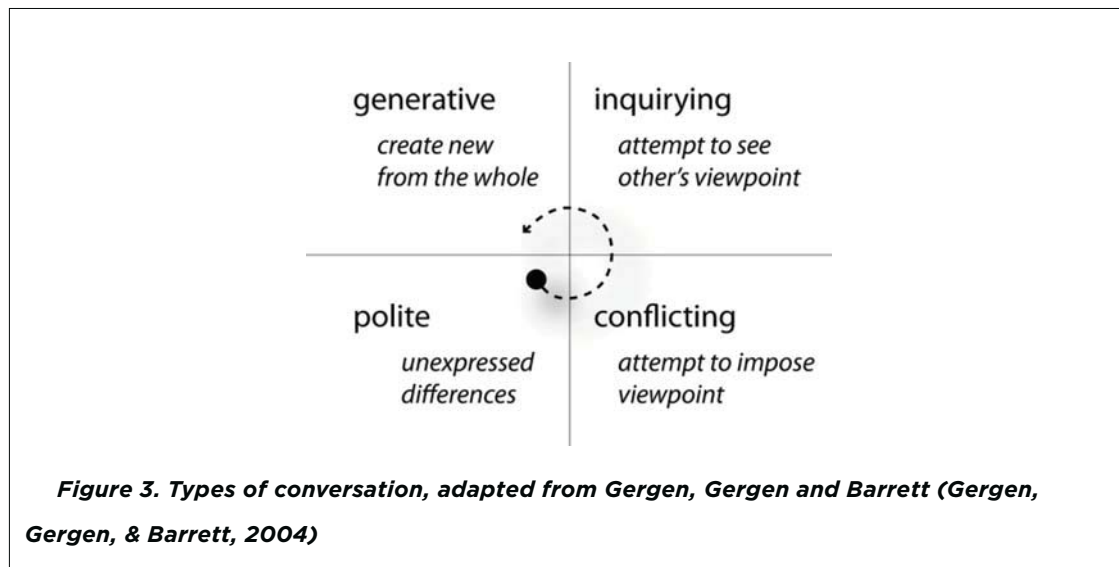 generative
create new
from the whole
inquirying
attempt to see
other's viewpoint
polite
unexpressed
differences
conflicting
attempt to impose
viewpoint
Figure 3. Types of conversation, adapted from Gergen, Gergen and Barrett (Gergen,
Gergen, & Barrett, 2004)